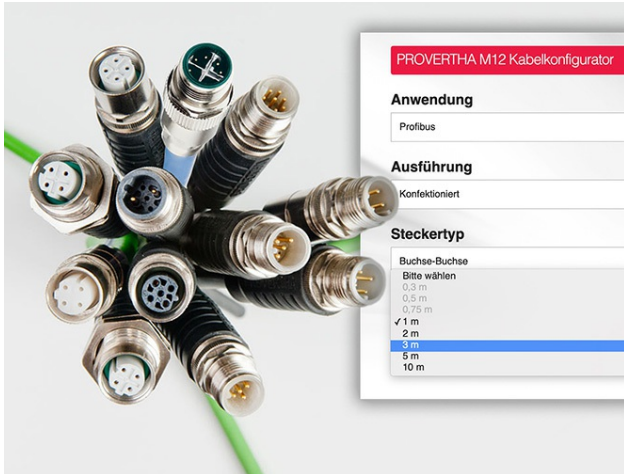 PROVERTHA M12 Kabelkonfigurator
Anwendung
Profibus
Ausführung
Konfektioniert
Steckertyp
Buchse-Buchse
Bitte wählen
0,3 m
0,5 m
0,75 m
✓ 1 m
2 m
3 m
5 m
10 m